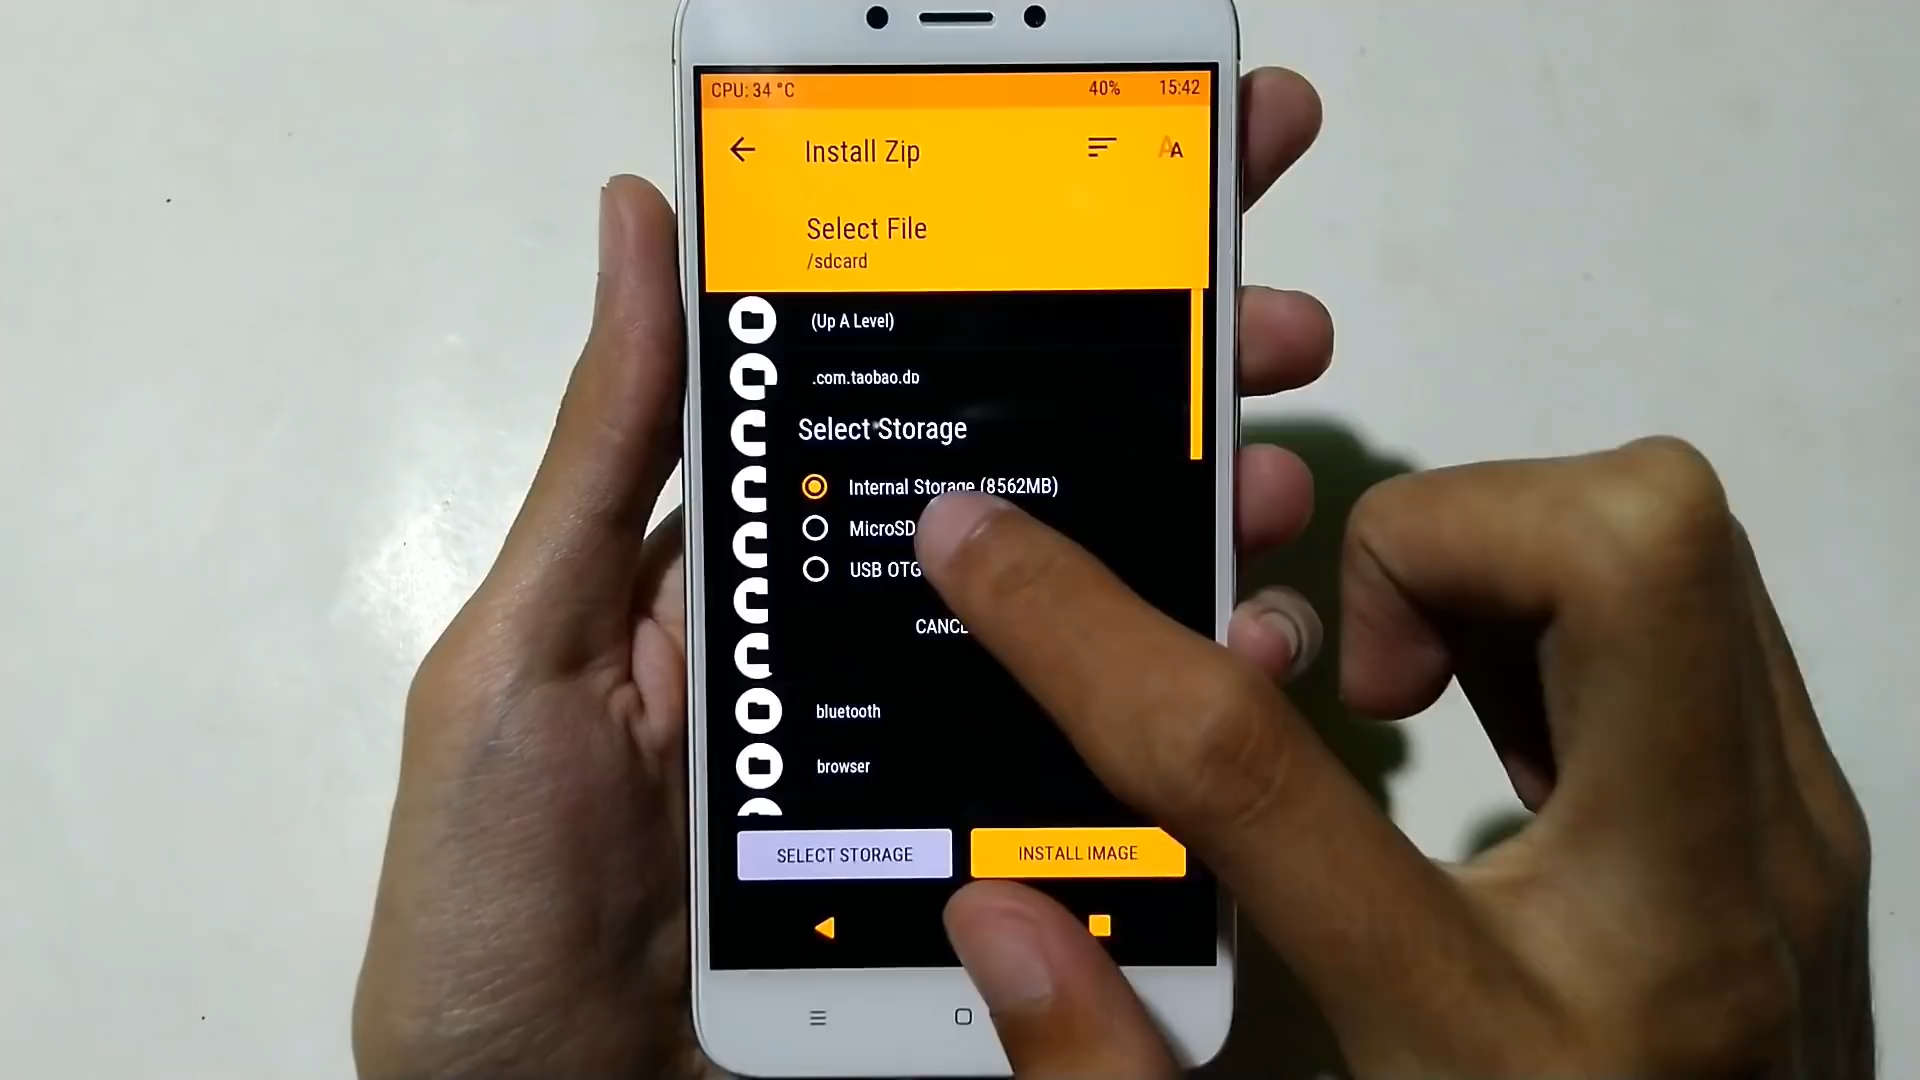 CPU: 34 °C 40% 15:42
Install Zip
Select File
/sdcard
(Up A Level)
.com.taobao.dp
Select Storage
Internal Storage (8562MB)
MicroSD
USB OTG
bluetooth
browser
SELECT STORAGE INSTALL IMAGE